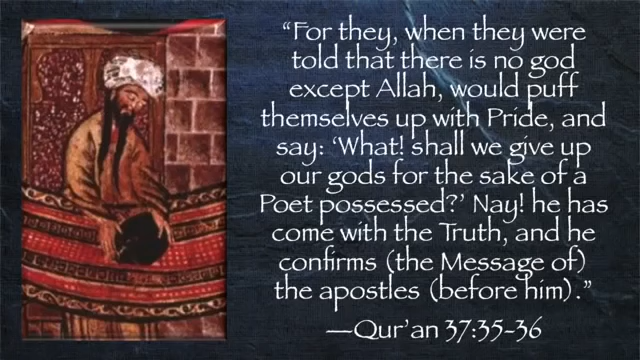 “For they, when they were
told that there is no god
except Allah, would puff
themselves up with Pride, and
say: ‘What! shall we give up
our gods for the sake of a
Poet possessed?’ Nay! he has
come with the Truth, and he
confirms (the Message of)
the apostles (before him).”
—Qur’an 37:35-36